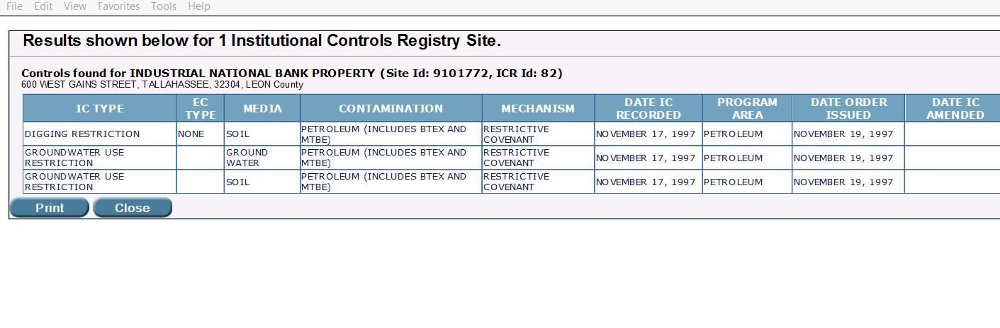 File Edit View Favorites Tools Help
Results shown below for 1 Institutional Controls Registry Site.
Controls found for INDUSTRIAL NATIONAL BANK PROPERTY (Site Id: 9101772, ICR Id: 82)
600 WEST GAINS STREET, TALLAHASSEE, 32304, LEON County
IC TYPE EC TYPE MEDIA CONTAMINATION MECHANISM DATE IC RECORDED PROGRAM AREA DATE ORDER ISSUED DATE IC AMENDED
DIGGING RESTRICTION NONE SOIL PETROLEUM (INCLUDES BTEX AND MTBE) RESTRICTIVE COVENANT NOVEMBER 17, 1997 PETROLEUM NOVEMBER 19, 1997
GROUNDWATER USE RESTRICTION GROUND WATER PETROLEUM (INCLUDES BTEX AND MTBE) RESTRICTIVE COVENANT NOVEMBER 17, 1997 PETROLEUM NOVEMBER 19, 1997
GROUNDWATER USE RESTRICTION SOIL PETROLEUM (INCLUDES BTEX AND MTBE) RESTRICTIVE COVENANT NOVEMBER 17, 1997 PETROLEUM NOVEMBER 19, 1997
Print Close